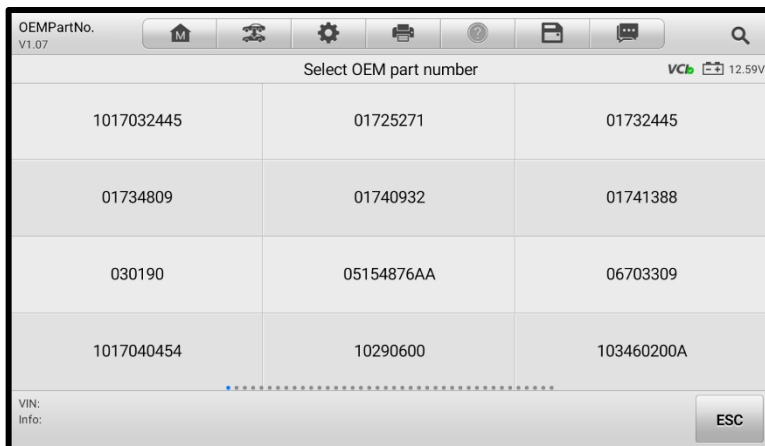 OEMPartNo.
V1.07
M
Select OEM part number
VCI
12.59V
1017032445 01725271 01732445
01734809 01740932 01741388
030190 05154876AA 06703309
1017040454 10290600 103460200A
VIN:
Info:
ESC